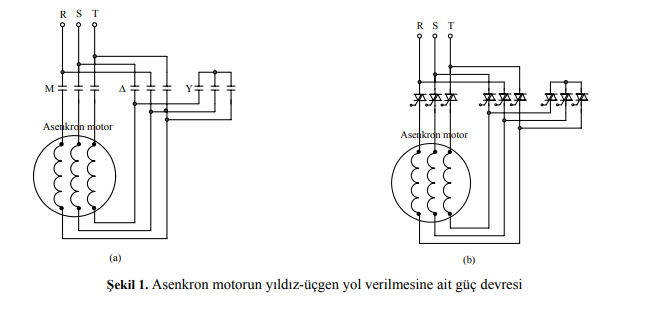 R S T
M
Δ
Y
Asenkron motor
(a)
R S T
Asenkron motor
(b)
Şekil 1. Asenkron motorun yıldız-üçgen yol verilmesine ait güç devresi